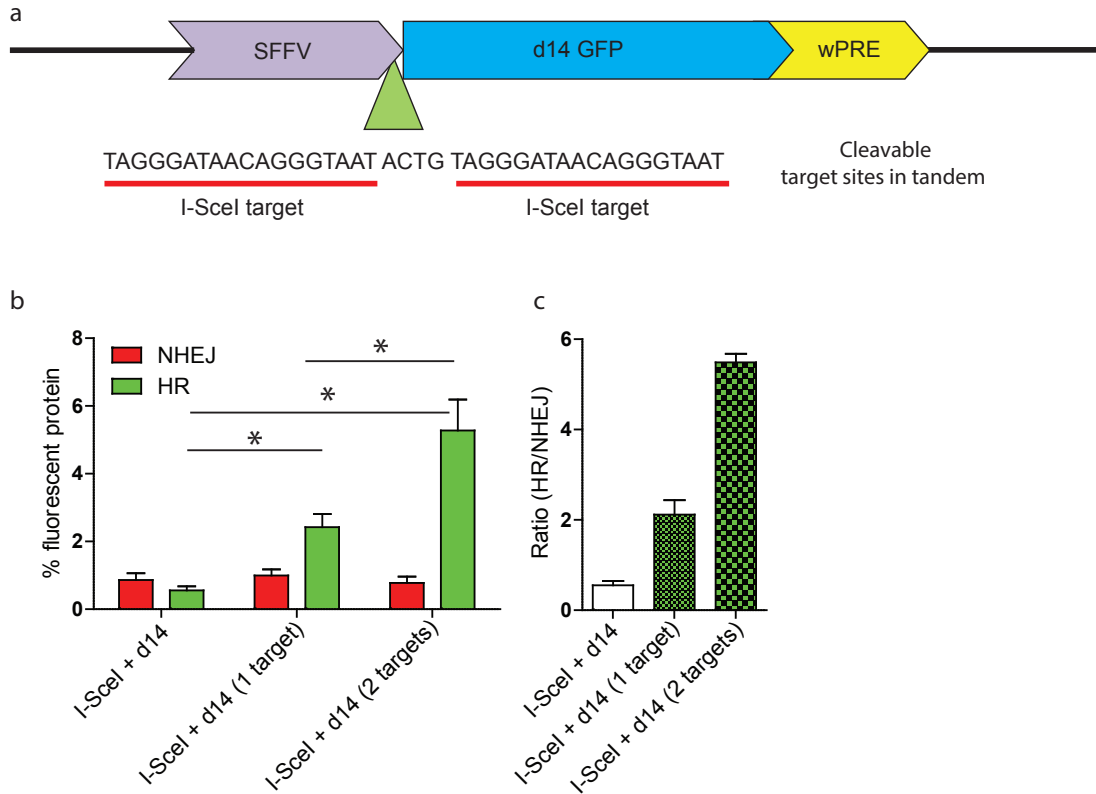 a
SFFV
d14 GFP
wPRE
TAGGGATAACAGGGTAAT ACTG TAGGGATAACAGGGTAAT
I-SceI target
I-SceI target
Cleavable
target sites in tandem
b
% fluorescent protein
8
6
4
2
0
NHEJ
HR
*
*
*
I-SceI + d14
I-SceI + d14 (1 target)
I-SceI + d14 (2 targets)
c
Ratio (HR/NHEJ)
6
4
2
0
I-SceI + d14
I-SceI + d14 (1 target)
I-SceI + d14 (2 targets)